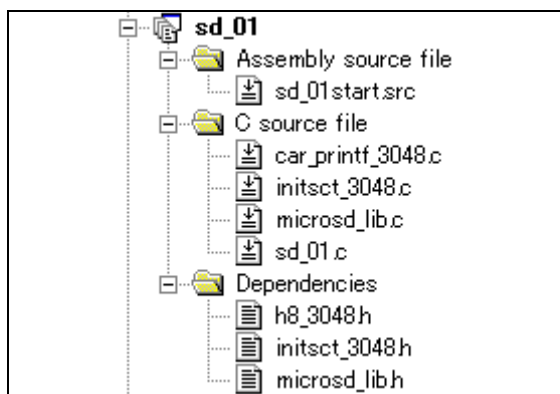 sd_01
Assembly source file
sd_01start.src
C source file
car_printf_3048.c
initsct_3048.c
microsd_lib.c
sd_01.c
Dependencies
h8_3048.h
initsct_3048.h
microsd_lib.h